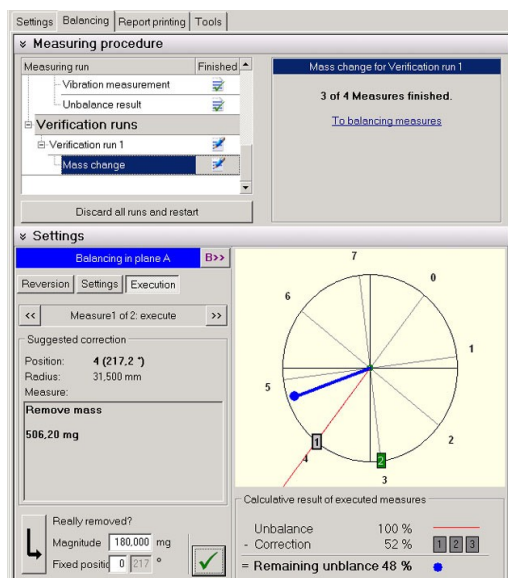 Settings Balancing Report printing Tools
Measuring procedure
Measuring run Finished
Vibration measurement
Unbalance result
Verification runs
Verification run 1
Mass change
Discard all runs and restart
Mass change for Verification run 1
3 of 4 Measures finished.
To balancing measures
Settings
Balancing in plane A B>>
Reversion Settings Execution
<< Measure1 of 2: execute >>
Suggested correction
Position: 4 (217,2 °)
Radius: 31,500 mm
Measure:
Remove mass
506,20 mg
Really removed?
Magnitude 180,000 mg
Fixed positic 0 217 °
7
0
6
1
5
2
1
4
2
3
Calculative result of executed measures
Unbalance 100 %
- Correction 52 % 1 2 3
= Remaining unblance 48 %